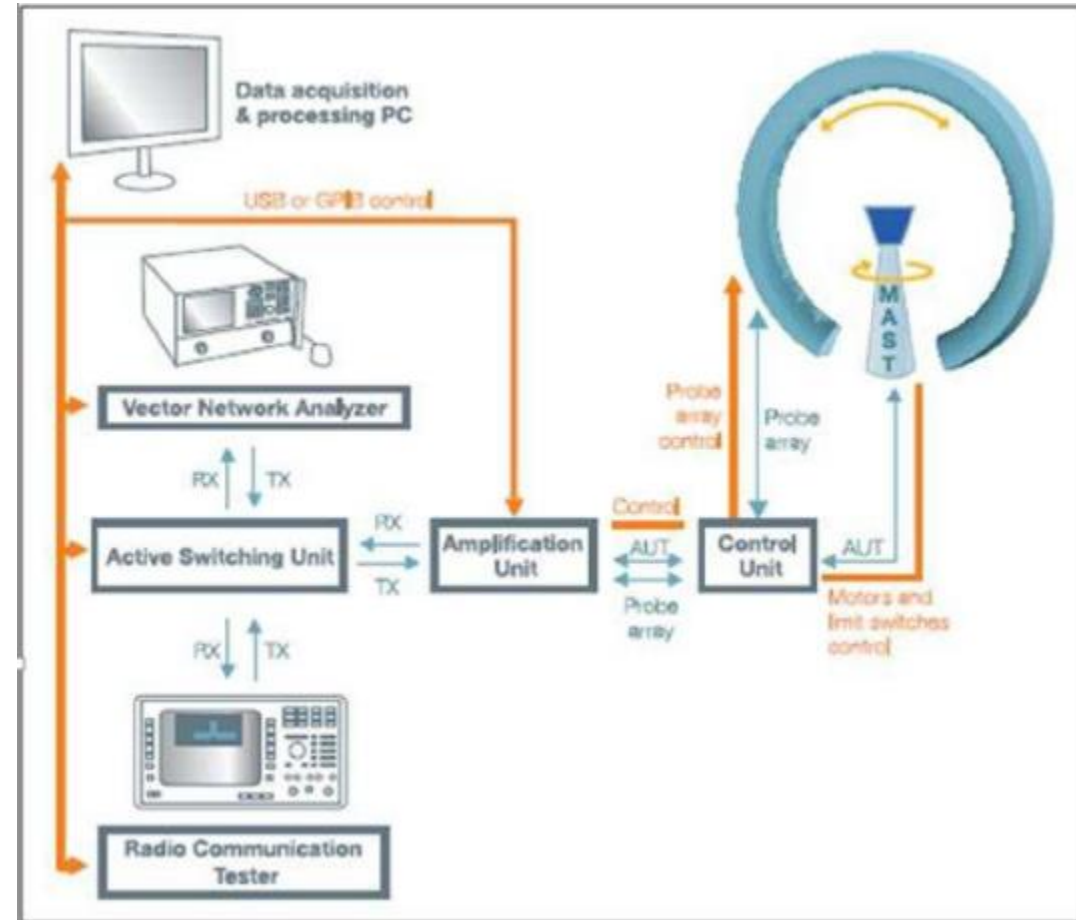 Data acquisition
& processing PC
USB or GPIB control
Vector Network Analyzer
RX
TX
Active Switching Unit
RX
TX
Amplification
Unit
Control
AUT
Probe
array
Control
Unit
Probe
array
control
Probe
array
MAST
AUT
Motors and
limit switches
control
RX
TX
Radio Communication
Tester